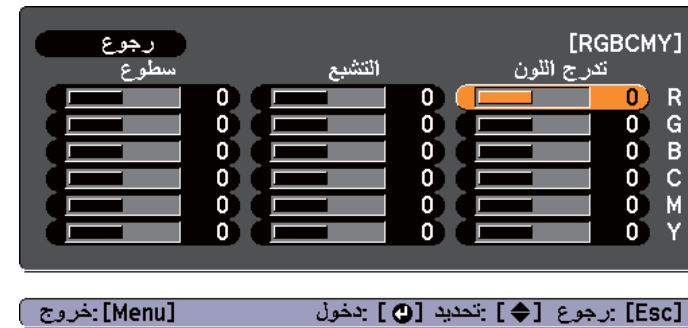 [RGBCMY] رجوع
تدرج اللون التشبع سطوع
R 0 0 0
G 0 0 0
B 0 0 0
C 0 0 0
M 0 0 0
Y 0 0 0
[Esc] :رجوع [◆] :تحديد [↵] :دخول [Menu] :خروج